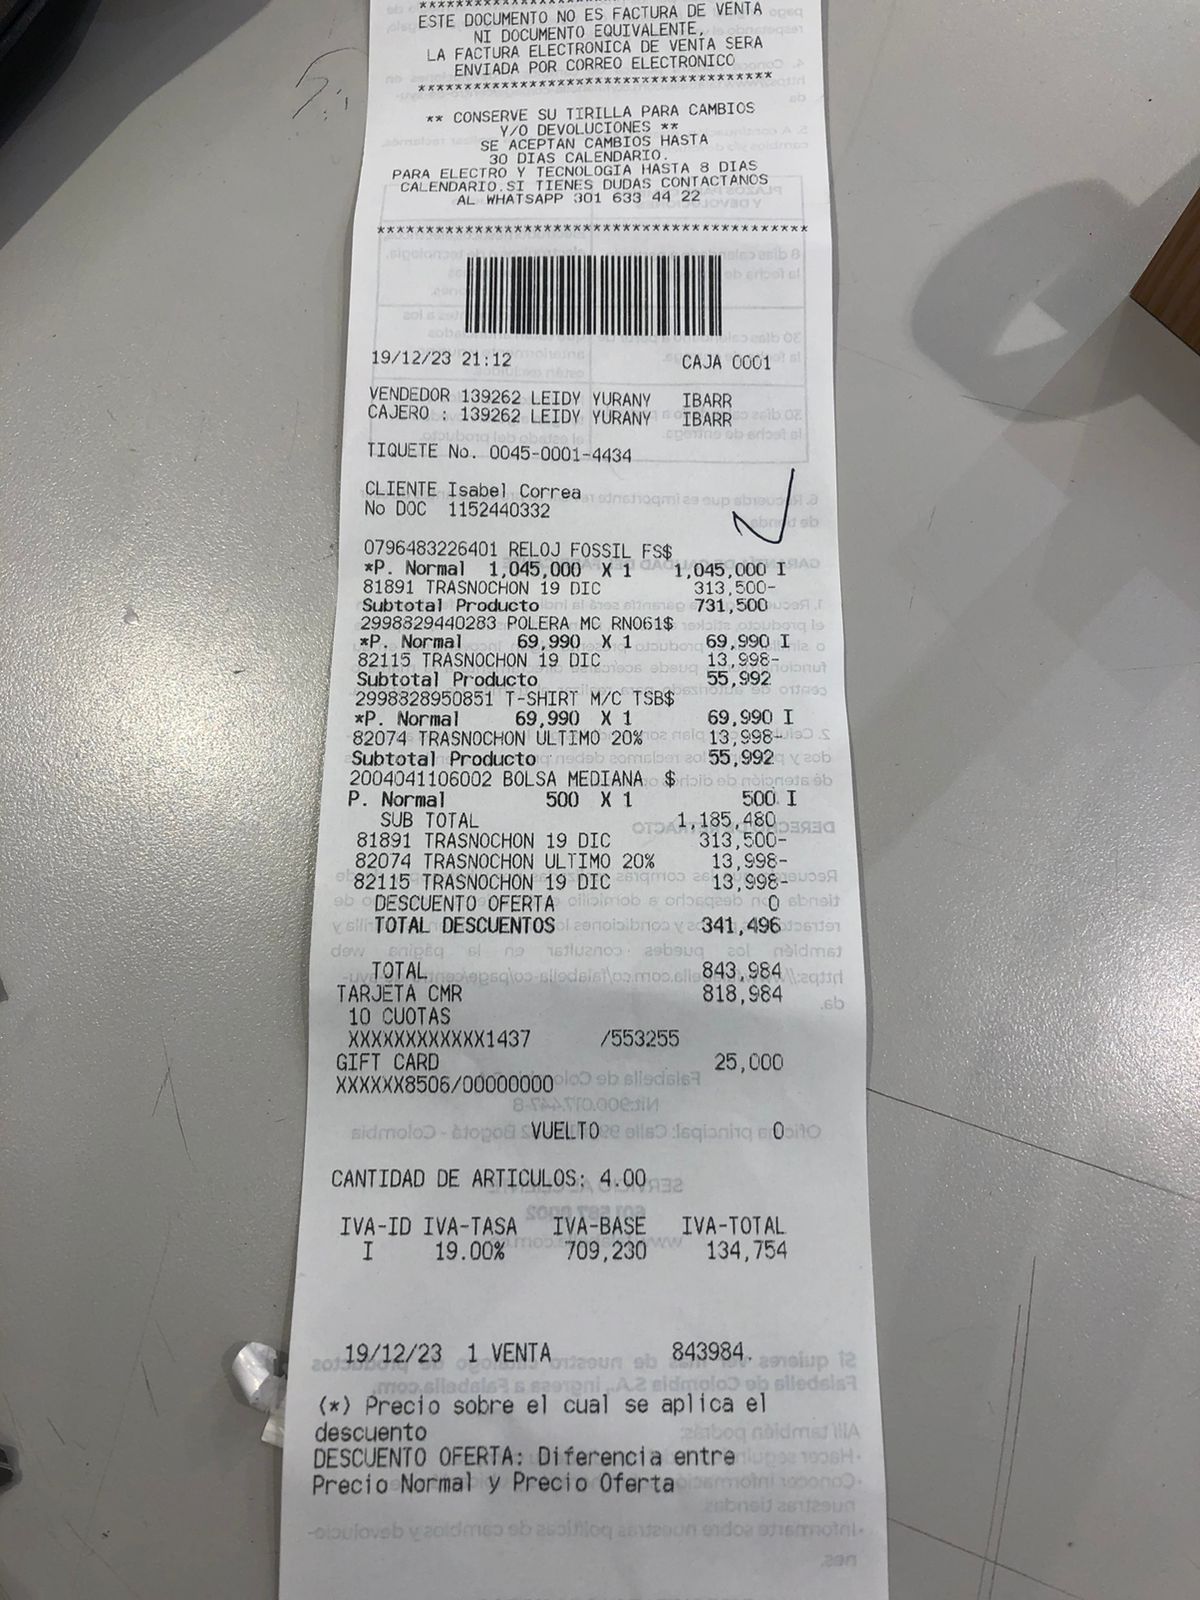 ****************************************
ESTE DOCUMENTO NO ES FACTURA DE VENTA
NI DOCUMENTO EQUIVALENTE,
LA FACTURA ELECTRONICA DE VENTA SERA
ENVIADA POR CORREO ELECTRONICO
****************************************
** CONSERVE SU TIRILLA PARA CAMBIOS
Y/O DEVOLUCIONES **
SE ACEPTAN CAMBIOS HASTA
30 DIAS CALENDARIO.
PARA ELECTRO Y TECNOLOGIA HASTA 8 DIAS
CALENDARIO.SI TIENES DUDAS CONTACTANOS
AL WHATSAPP 301 633 44 22
****************************************
19/12/23 21:12 CAJA 0001
VENDEDOR 139262 LEIDY YURANY IBARR
CAJERO : 139262 LEIDY YURANY IBARR
TIQUETE No. 0045-0001-4434
CLIENTE Isabel Correa
No DOC 1152440332
0796483226401 RELOJ FOSSIL FS$
*P. Normal 1,045,000 X 1 1,045,000 I
81891 TRASNOCHON 19 DIC 313,500-
Subtotal Producto 731,500
2998829440283 POLERA MC RN061$
*P. Normal 69,990 X 1 69,990 I
82115 TRASNOCHON 19 DIC 13,998-
Subtotal Producto 55,992
2998828950851 T-SHIRT M/C TSB$
*P. Normal 69,990 X 1 69,990 I
82074 TRASNOCHON ULTIMO 20% 13,998-
Subtotal Producto 55,992
2004041106002 BOLSA MEDIANA $
P. Normal 500 X 1 500 I
SUB TOTAL 1,185,480
81891 TRASNOCHON 19 DIC 313,500-
82074 TRASNOCHON ULTIMO 20% 13,998-
82115 TRASNOCHON 19 DIC 13,998-
DESCUENTO OFERTA 0
TOTAL DESCUENTOS 341,496
TOTAL 843,984
TARJETA CMR 818,984
10 CUOTAS
XXXXXXXXXXXX1437 /553255
GIFT CARD 25,000
XXXXXX8506/00000000
VUELTO 0
CANTIDAD DE ARTICULOS: 4.00
IVA-ID IVA-TASA IVA-BASE IVA-TOTAL
I 19.00% 709,230 134,754
19/12/23 1 VENTA 843984.
(*) Precio sobre el cual se aplica el
descuento
DESCUENTO OFERTA: Diferencia entre
Precio Normal y Precio Oferta